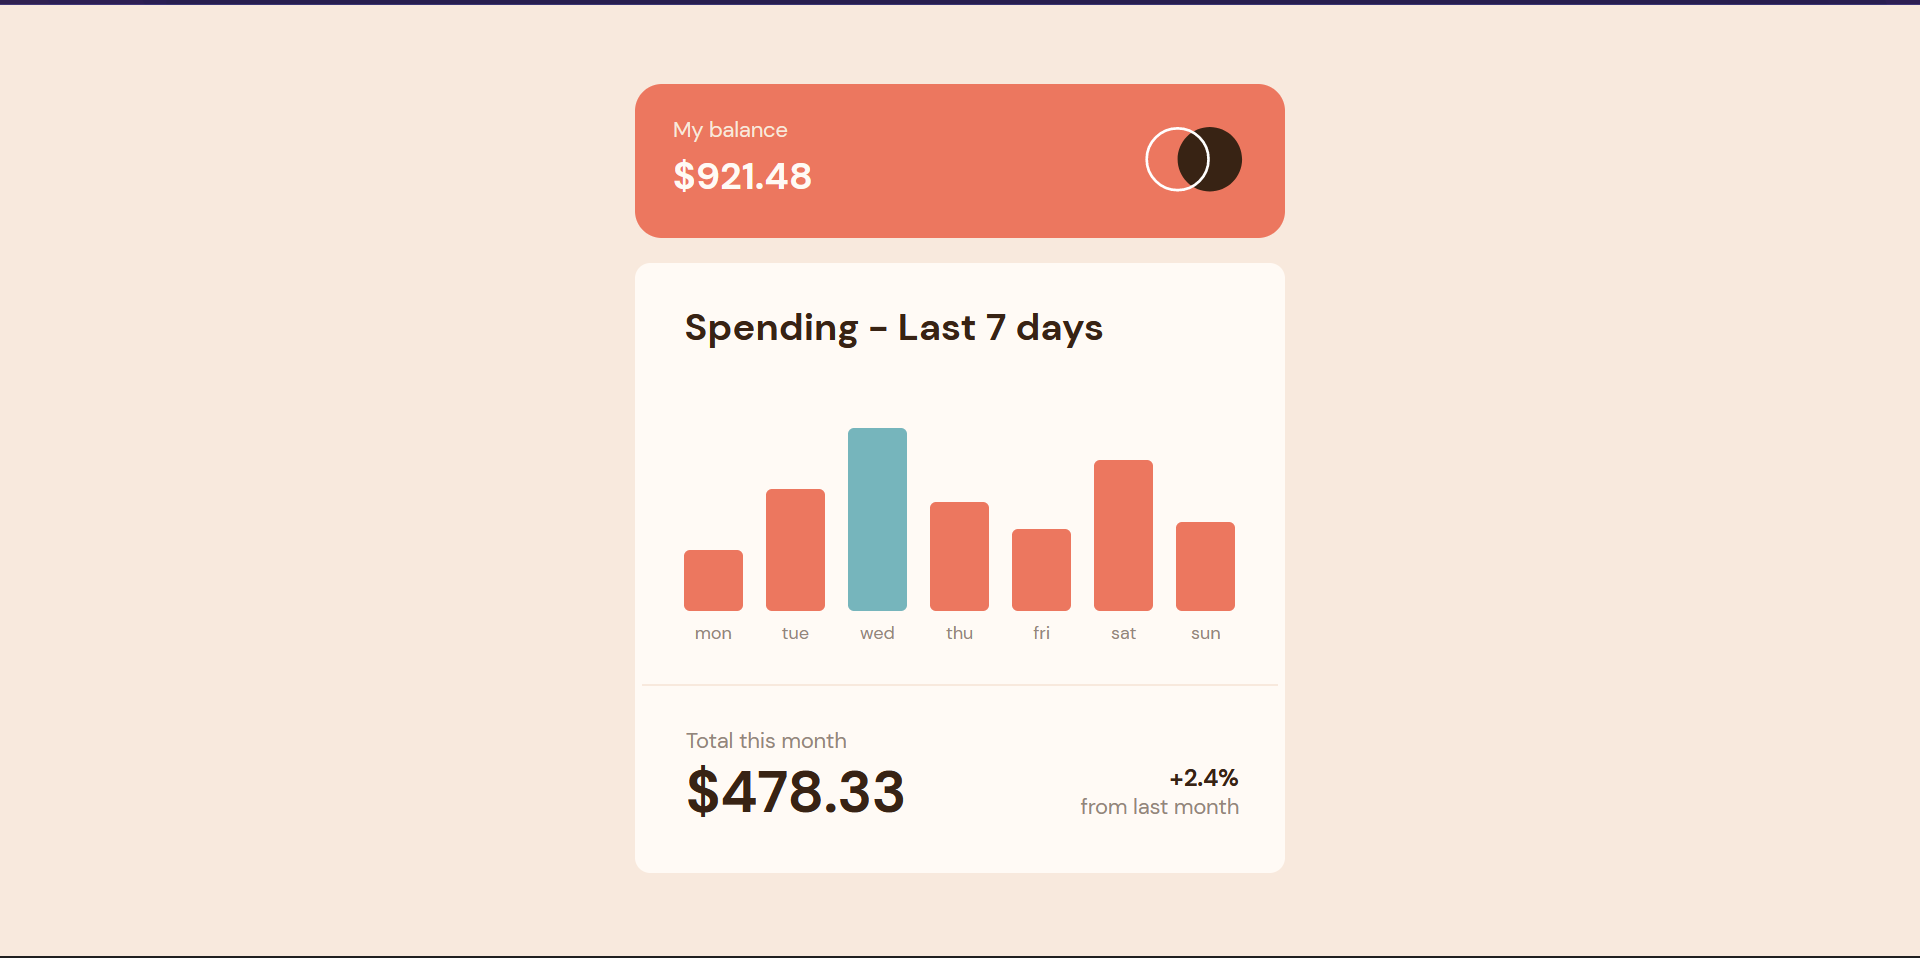 My balance
$921.48
Spending - Last 7 days
mon tue wed thu fri sat sun
Total this month
$478.33
+2.4%
from last month